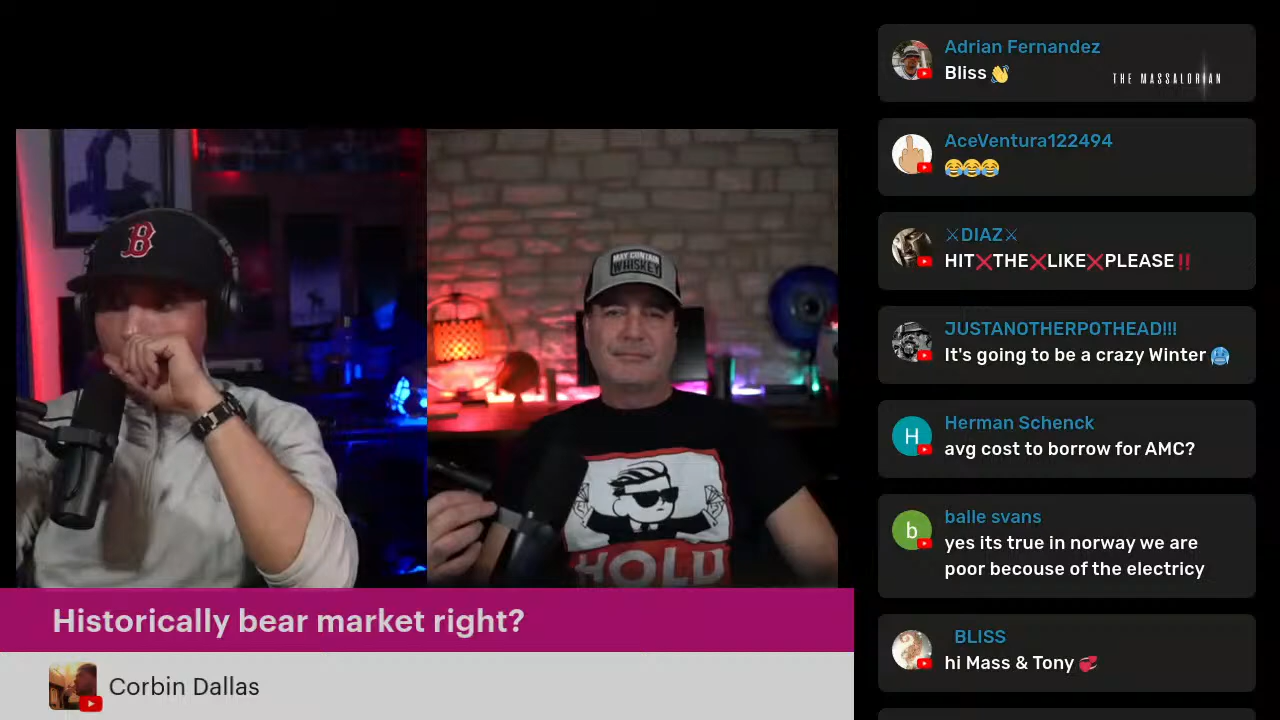 Adrian Fernandez
Bliss 👋
THE MASSALORIAN
AceVentura122494
😂😂😂
⚔DIAZ⚔
HIT❌THE❌LIKE❌PLEASE‼️
JUSTANOTHERPOTHEAD!!!
It's going to be a crazy Winter 🥶
H
Herman Schenck
avg cost to borrow for AMC?
b
balle svans
yes its true in norway we are
poor becouse of the electricy
BLISS
hi Mass & Tony 💞
B
MAY CONTAIN
WHISKEY
HOLD
Historically bear market right?
Corbin Dallas